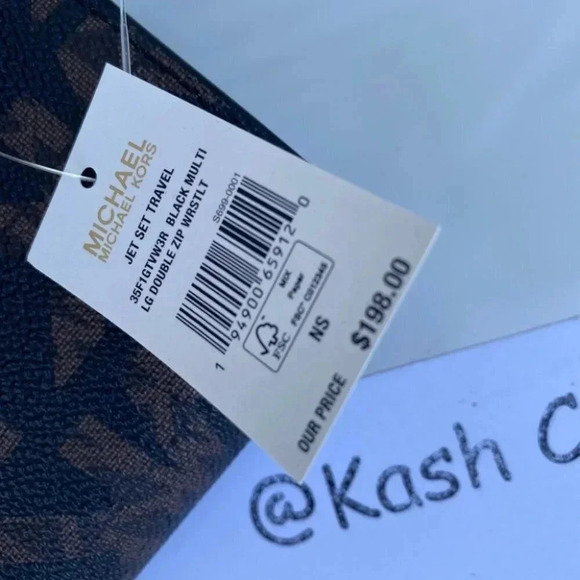 MICHAEL
MICHAEL KORS
JET SET TRAVEL
35F1GTVW3R BLACK MULTI
LG DOUBLE ZIP WRSTLT
S699-0001
1 94900 65912 0
MIX
Paper
FSC
FSC® C012346
NS
OUR PRICE $198.00
@Kash C